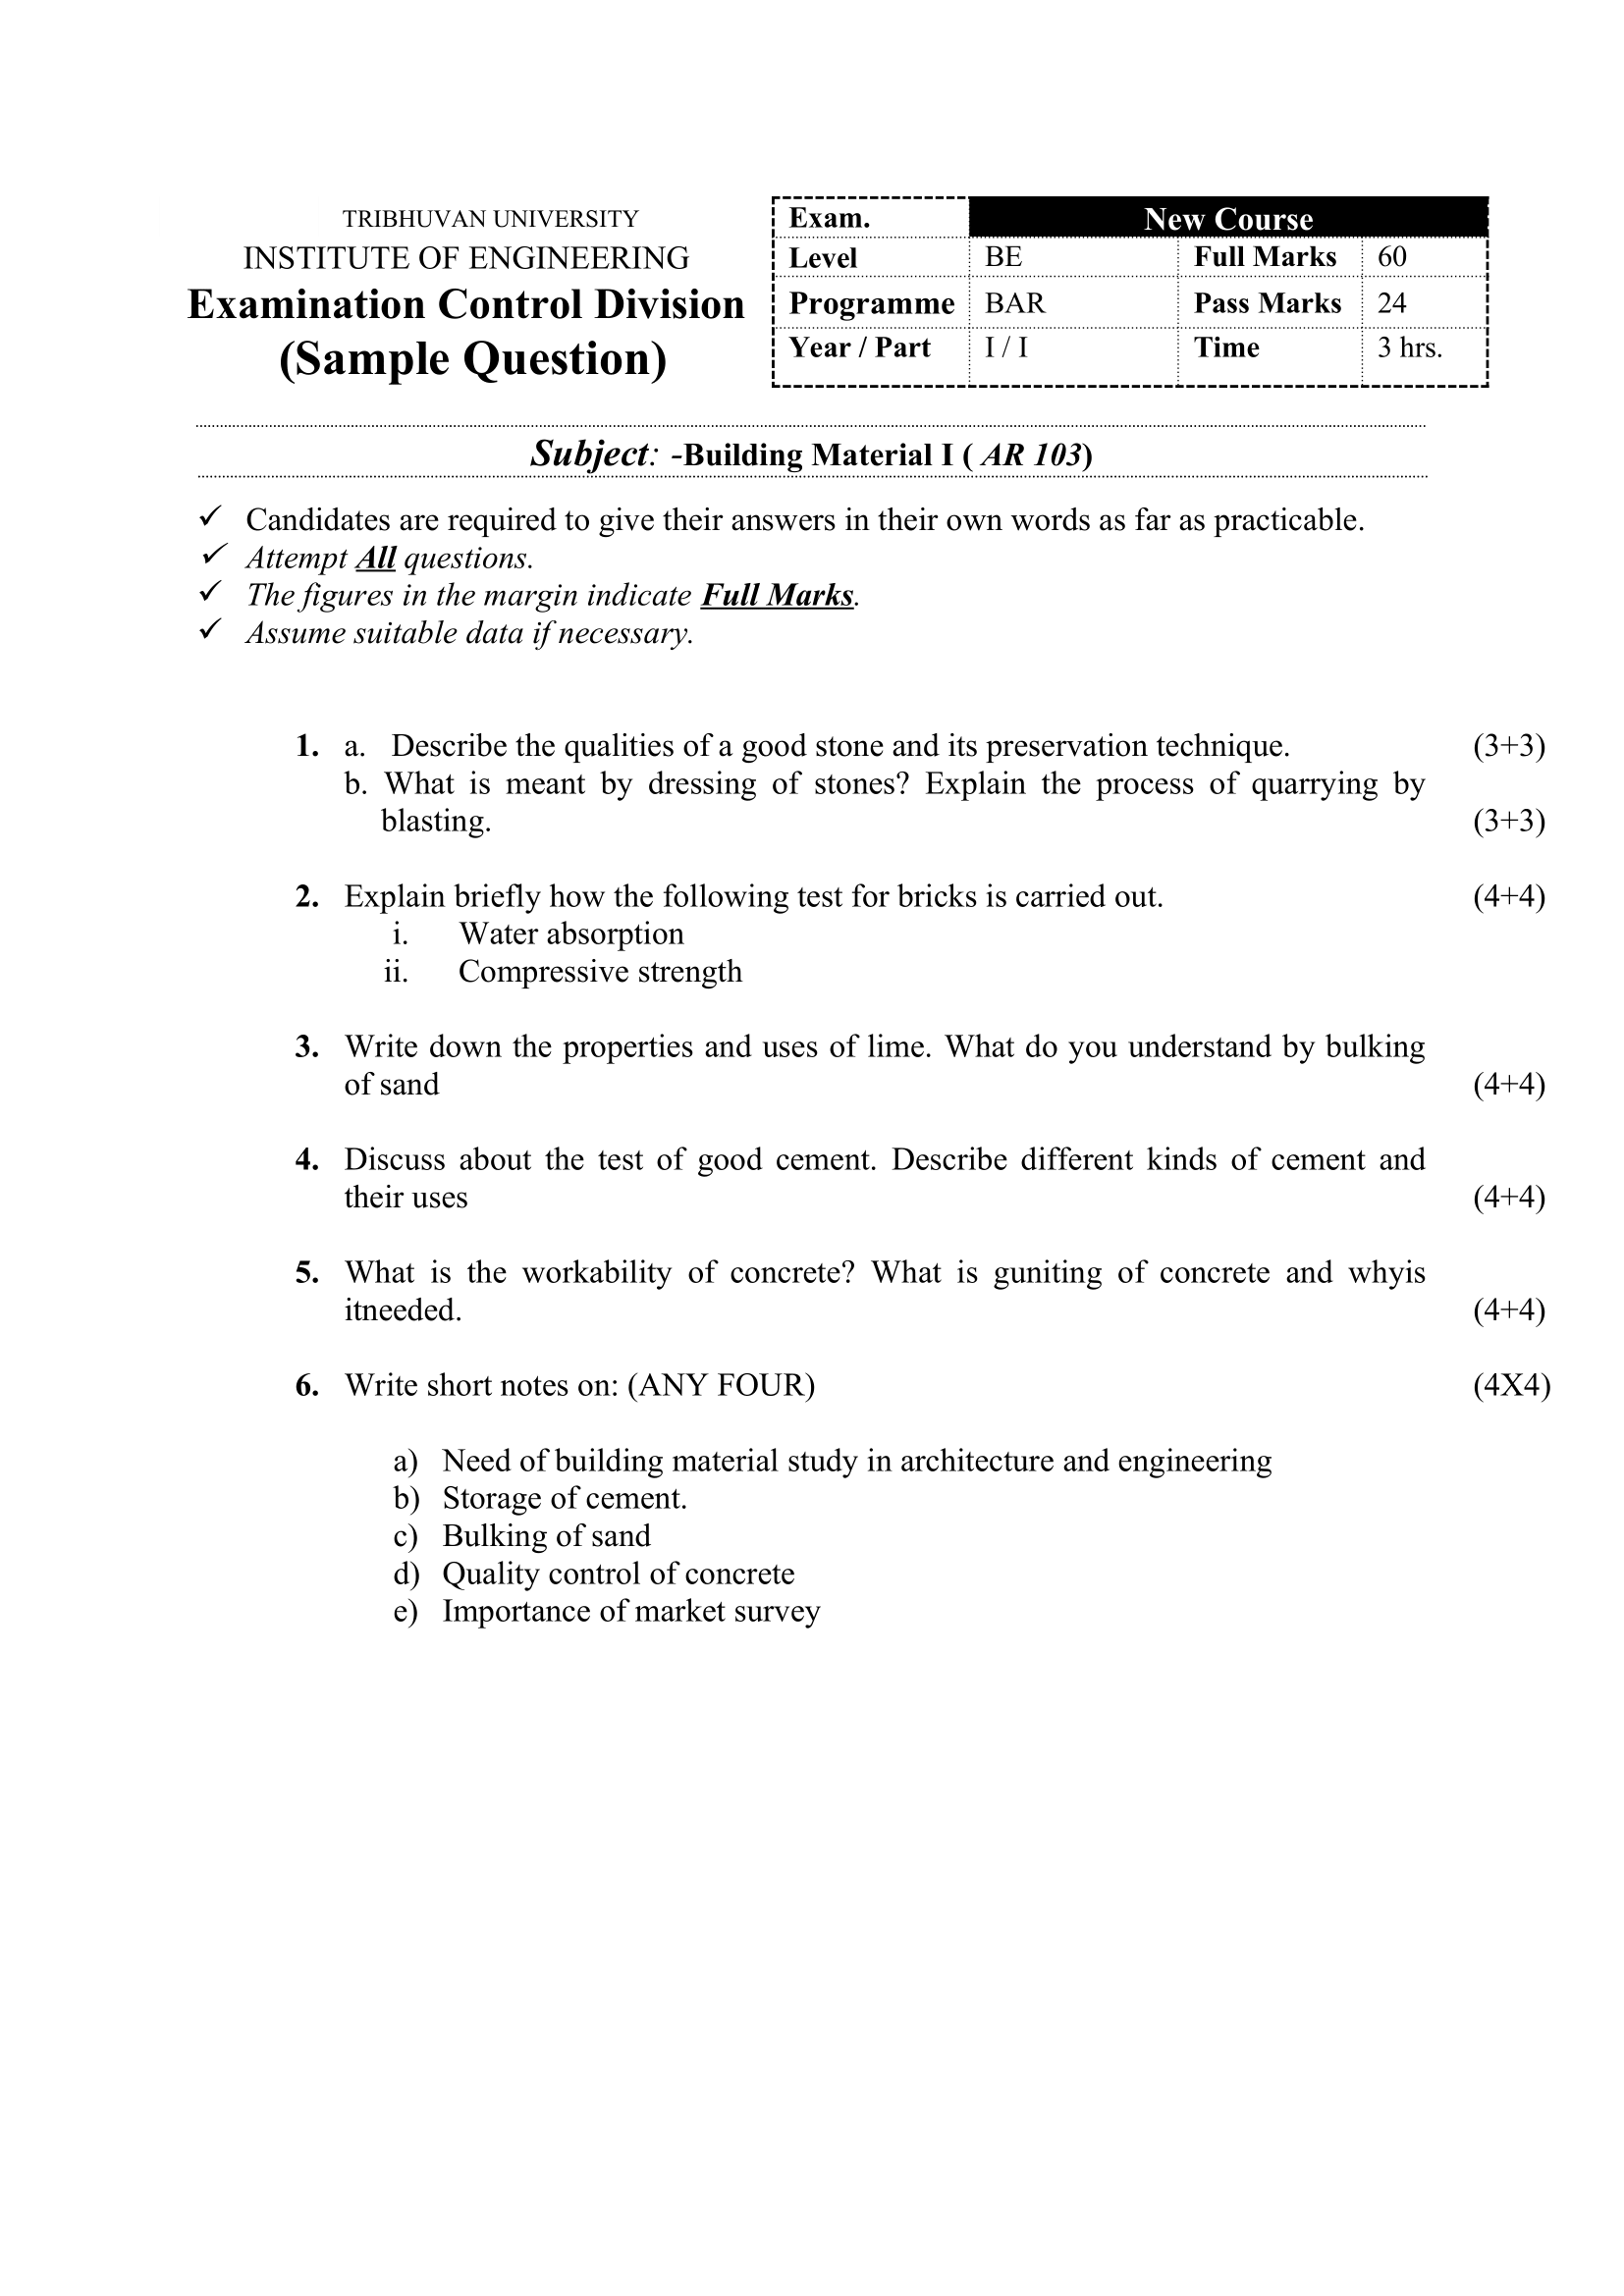 TRIBHUVAN UNIVERSITY
INSTITUTE OF ENGINEERING
Examination Control Division
(Sample Question)
Exam. New Course
Level BE Full Marks 60
Programme BAR Pass Marks 24
Year / Part I / I Time 3 hrs.
Subject: -Building Material I ( AR 103)
✓ Candidates are required to give their answers in their own words as far as practicable.
✓ Attempt All questions.
✓ The figures in the margin indicate Full Marks.
✓ Assume suitable data if necessary.
1. a. Describe the qualities of a good stone and its preservation technique. (3+3)
b. What is meant by dressing of stones? Explain the process of quarrying by
blasting. (3+3)
2. Explain briefly how the following test for bricks is carried out. (4+4)
i. Water absorption
ii. Compressive strength
3. Write down the properties and uses of lime. What do you understand by bulking
of sand (4+4)
4. Discuss about the test of good cement. Describe different kinds of cement and
their uses (4+4)
5. What is the workability of concrete? What is guniting of concrete and whyis
itneeded. (4+4)
6. Write short notes on: (ANY FOUR) (4X4)
a) Need of building material study in architecture and engineering
b) Storage of cement.
c) Bulking of sand
d) Quality control of concrete
e) Importance of market survey